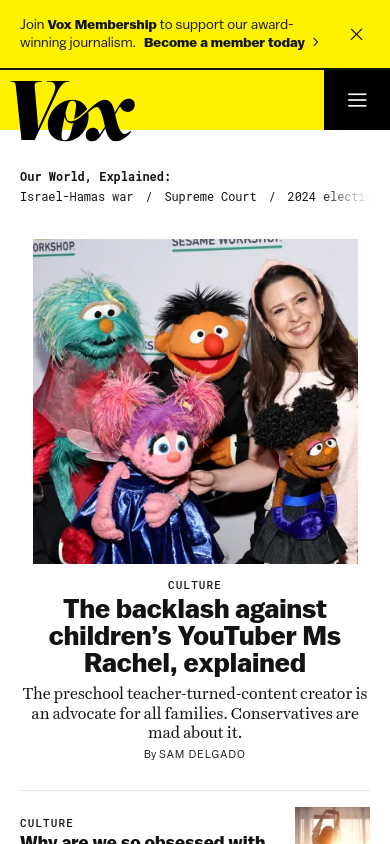 Join Vox Membership to support our award-
winning journalism. Become a member today
Vox
Our World, Explained:
Israel-Hamas war / Supreme Court / 2024 electi
WORKSHOP
SESAME WORKSHOP
CULTURE
The backlash against
children’s YouTuber Ms
Rachel, explained
The preschool teacher-turned-content creator is
an advocate for all families. Conservatives are
mad about it.
By SAM DELGADO
CULTURE
Why are we so obsessed with